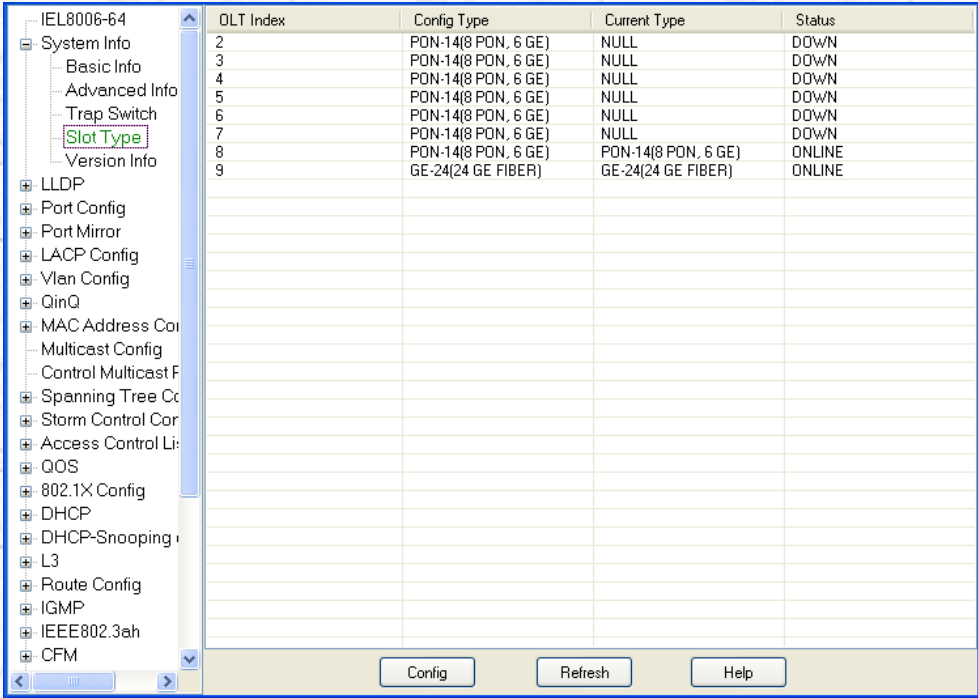 IEL8006-64
System Info
Basic Info
Advanced Info
Trap Switch
Slot Type
Version Info
LLDP
Port Config
Port Mirror
LACP Config
Vlan Config
QinQ
MAC Address Co
Multicast Config
Control Multicast
Spanning Tree Co
Storm Control Con
Access Control Li
QOS
802.1X Config
DHCP
DHCP-Snooping
L3
Route Config
IGMP
IEEE802.3ah
CFM
OLT Index Config Type Current Type Status
2 PON-14(8 PON, 6 GE) NULL DOWN
3 PON-14(8 PON, 6 GE) NULL DOWN
4 PON-14(8 PON, 6 GE) NULL DOWN
5 PON-14(8 PON, 6 GE) NULL DOWN
6 PON-14(8 PON, 6 GE) NULL DOWN
7 PON-14(8 PON, 6 GE) NULL DOWN
8 PON-14(8 PON, 6 GE) PON-14(8 PON, 6 GE) ONLINE
9 GE-24(24 GE FIBER) GE-24(24 GE FIBER) ONLINE
Config Refresh Help